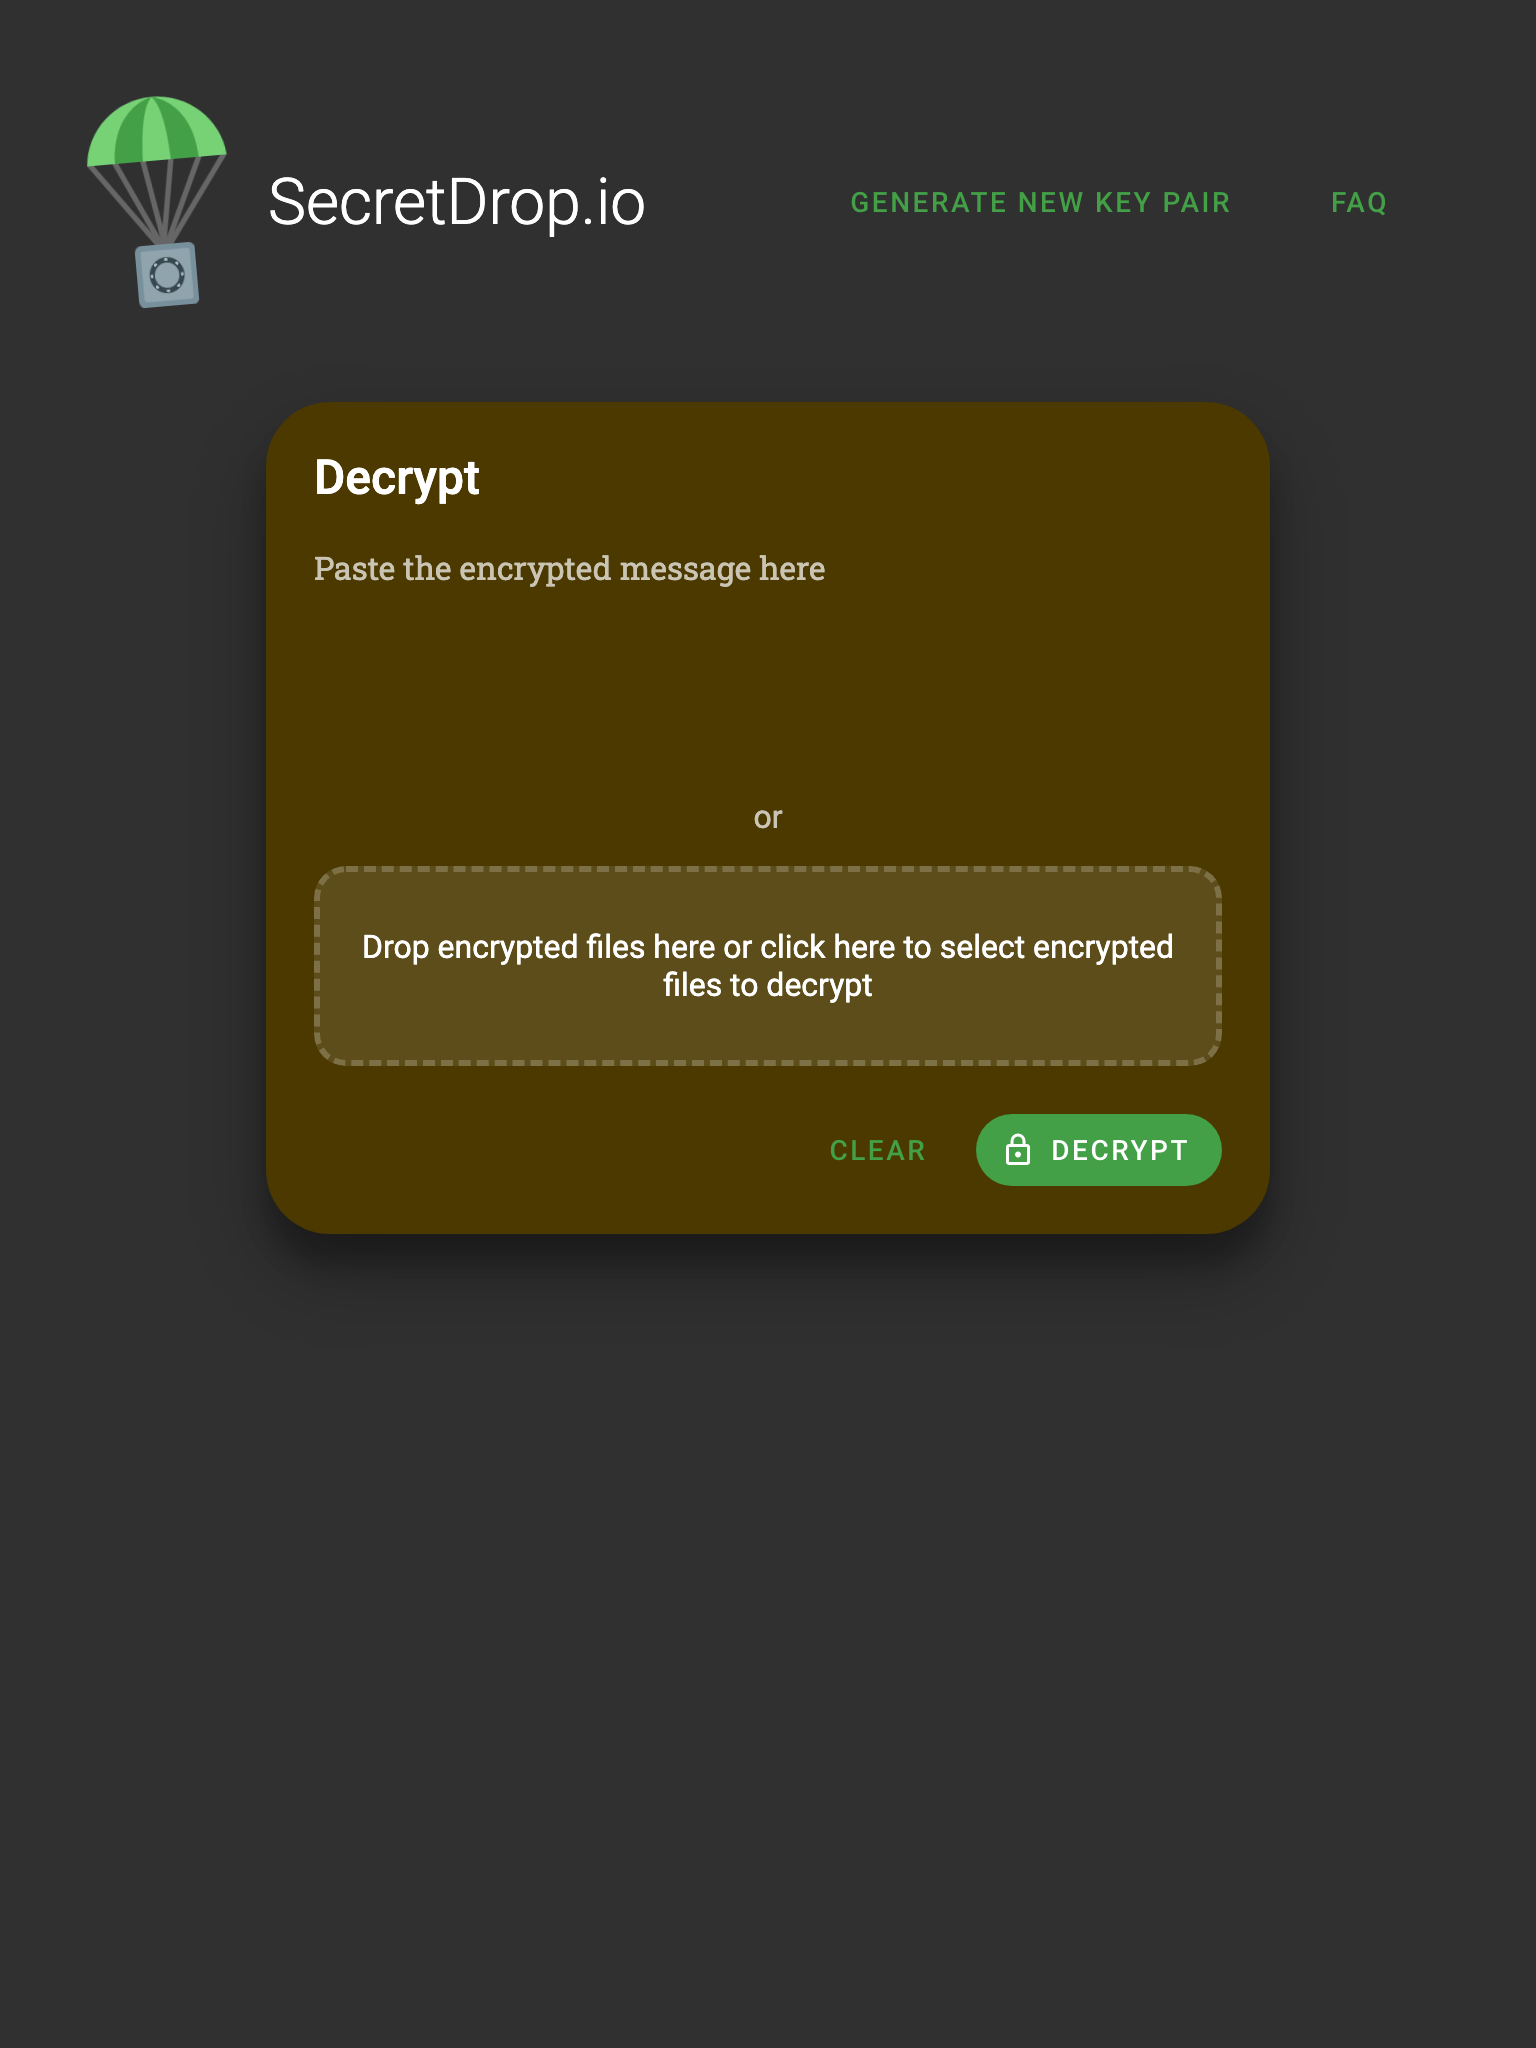 SecretDrop.io
GENERATE NEW KEY PAIR
FAQ
Decrypt
Paste the encrypted message here
or
Drop encrypted files here or click here to select encrypted
files to decrypt
CLEAR
DECRYPT